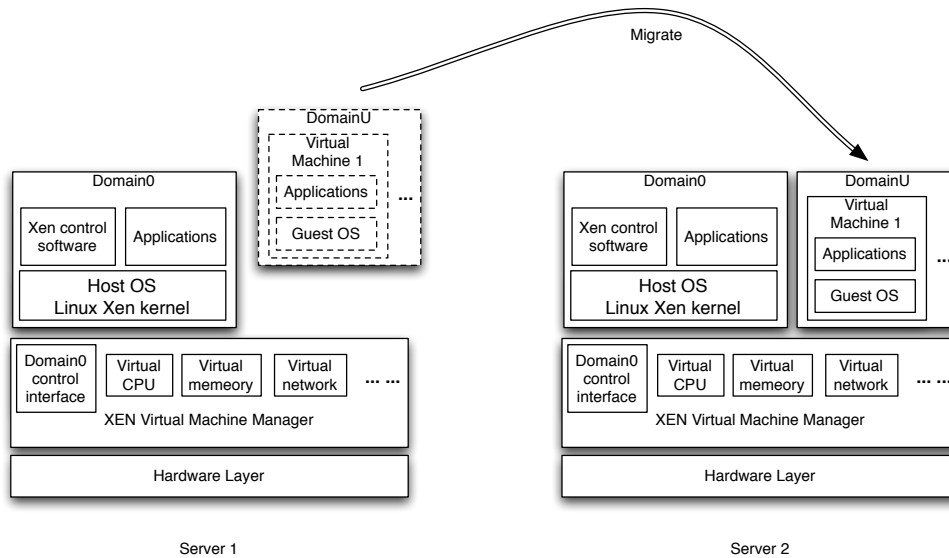 Migrate
DomainU
Virtual
Machine 1
Applications
Guest OS
...
Domain0
Xen control
software
Applications
Host OS
Linux Xen kernel
Domain0
control
interface
Virtual
CPU
Virtual
memeory
Virtual
network
... ...
XEN Virtual Machine Manager
Hardware Layer
Server 1
Domain0
Xen control
software
Applications
Host OS
Linux Xen kernel
DomainU
Virtual
Machine 1
Applications
Guest OS
...
Domain0
control
interface
Virtual
CPU
Virtual
memeory
Virtual
network
... ...
XEN Virtual Machine Manager
Hardware Layer
Server 2